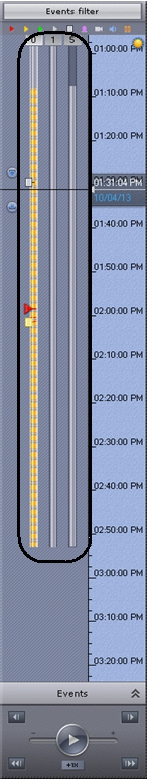 Events filter
0 1 5
01:00:00 PM
01:10:00 PM
01:20:00 PM
01:31:04 PM
10/04/13
01:40:00 PM
01:50:00 PM
02:00:00 PM
02:10:00 PM
02:20:00 PM
02:30:00 PM
02:40:00 PM
02:50:00 PM
03:00:00 PM
03:10:00 PM
03:20:00 PM
Events
- +
+1X